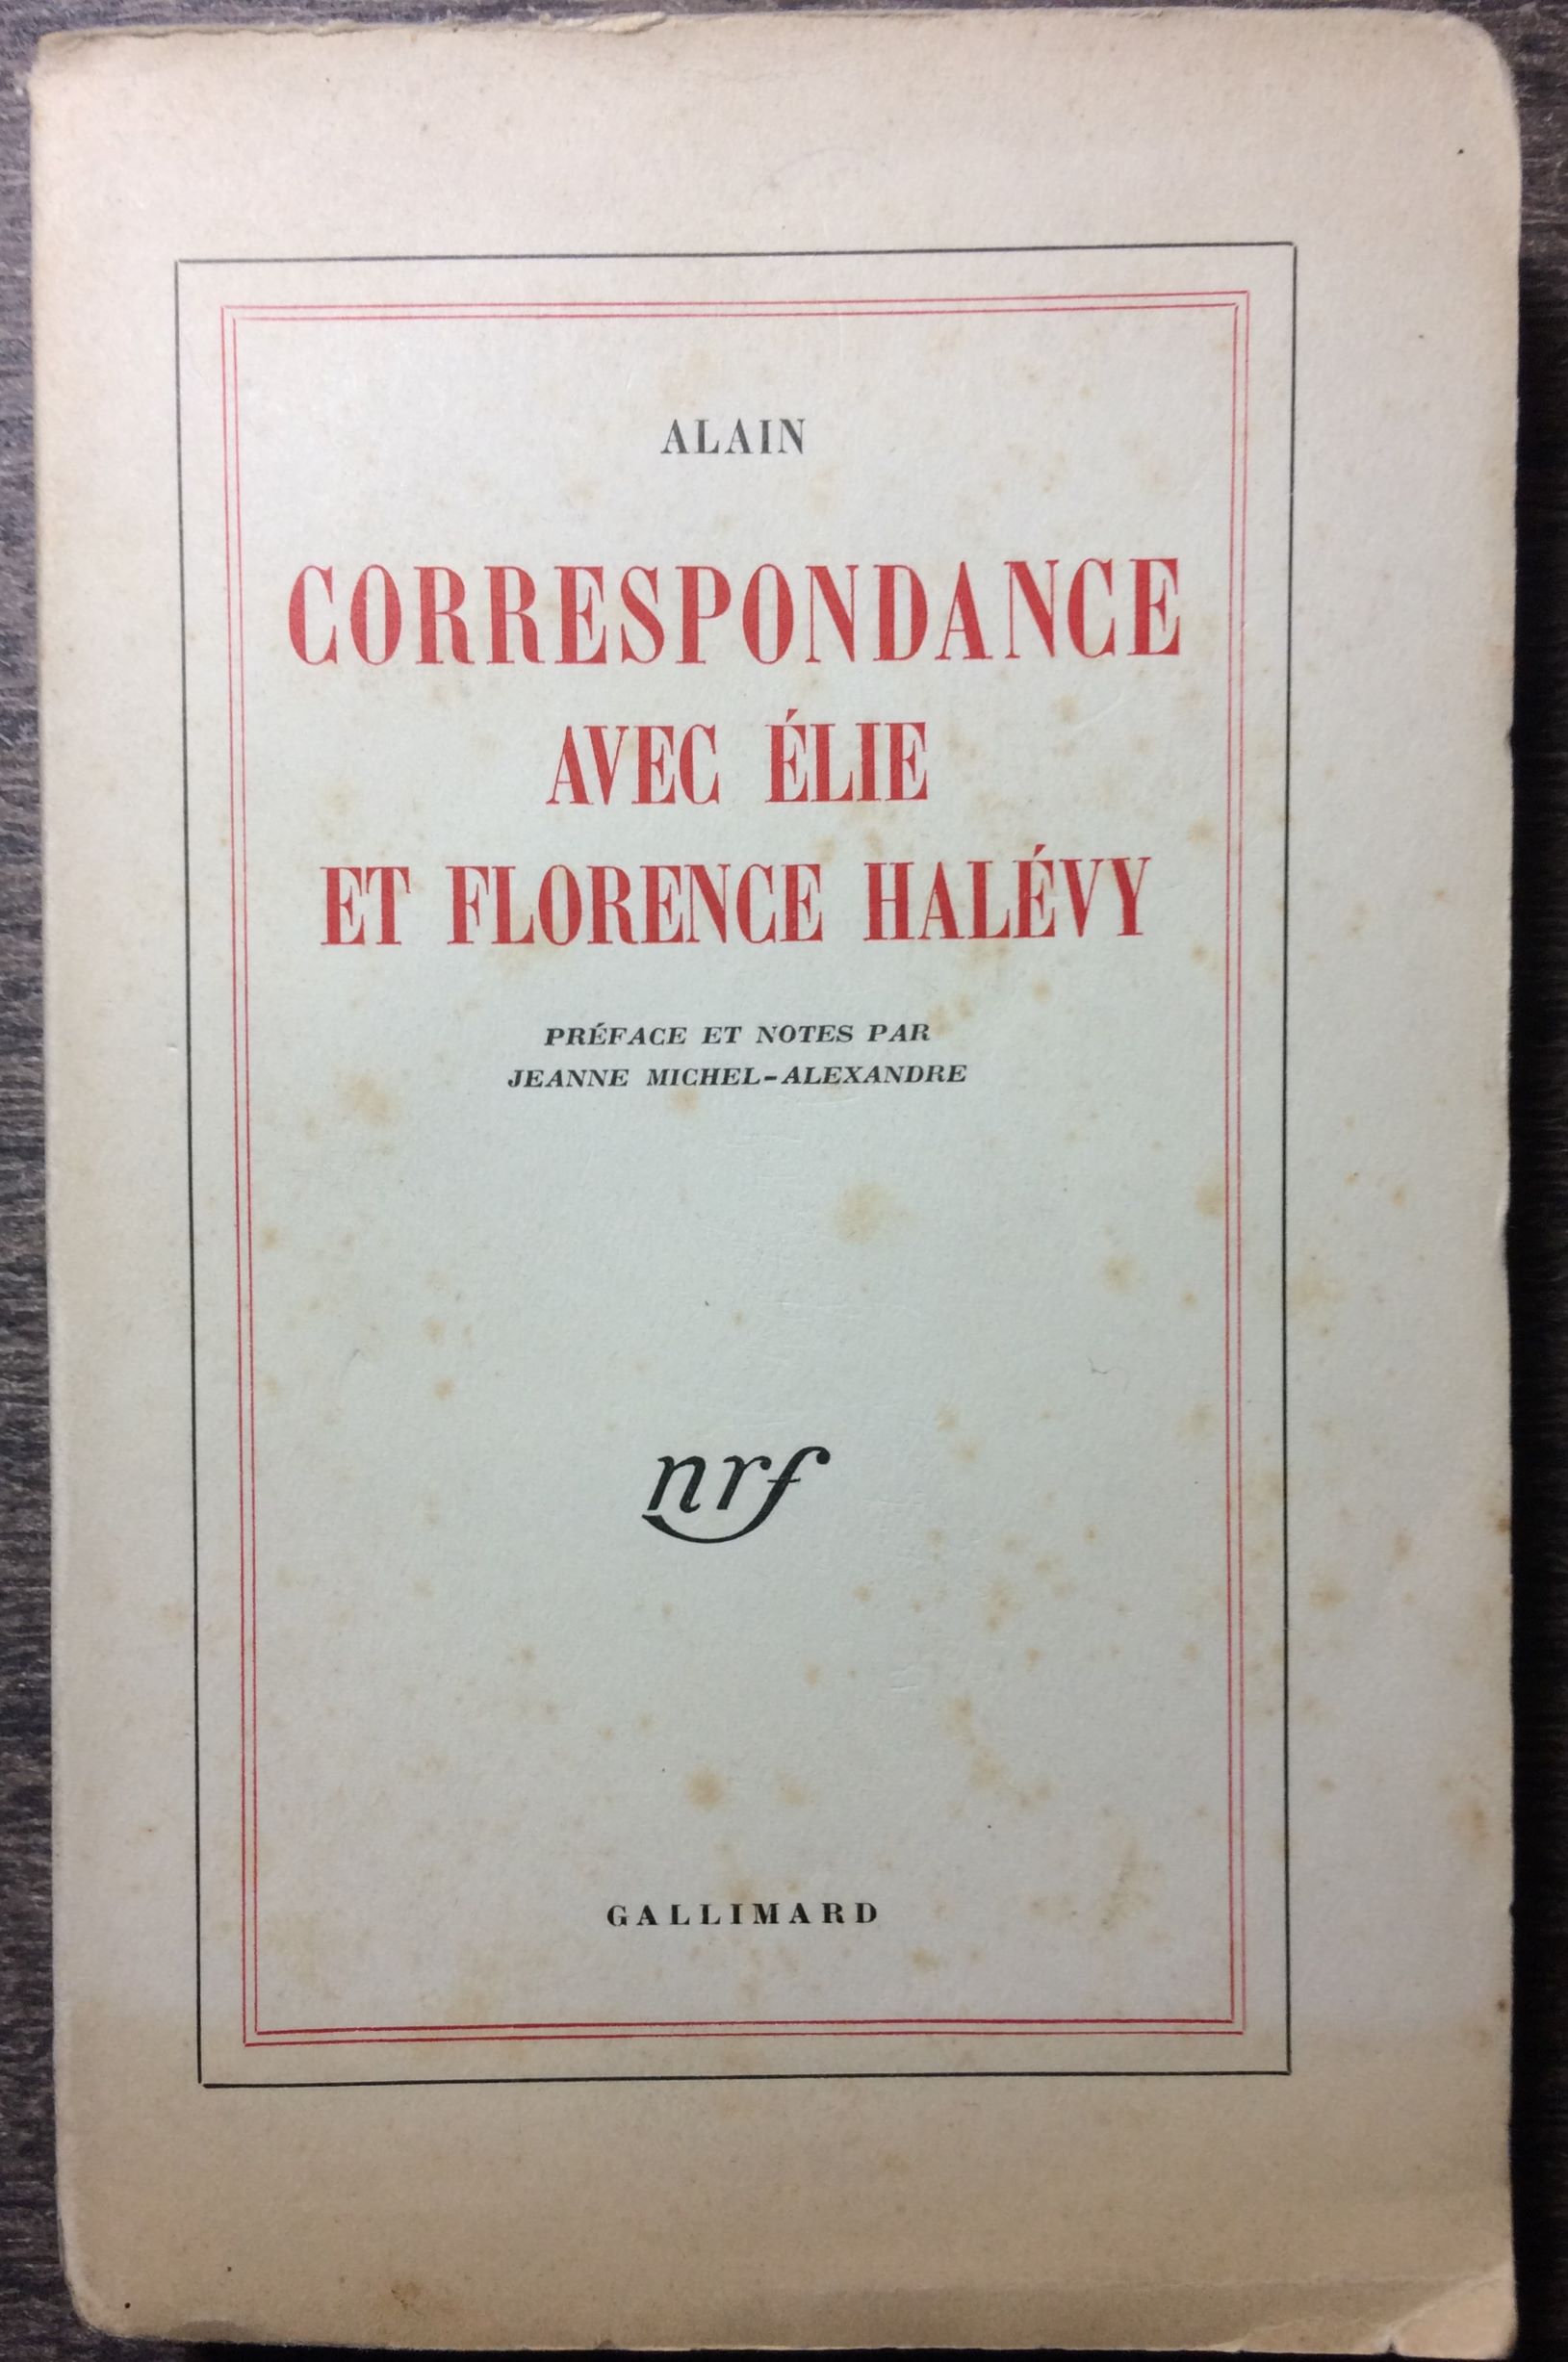 ALAIN
CORRESPONDANCE
AVEC ÉLIE
ET FLORENCE HALÉVY
PRÉFACE ET NOTES PAR
JEANNE MICHEL-ALEXANDRE
nrf
GALLIMARD